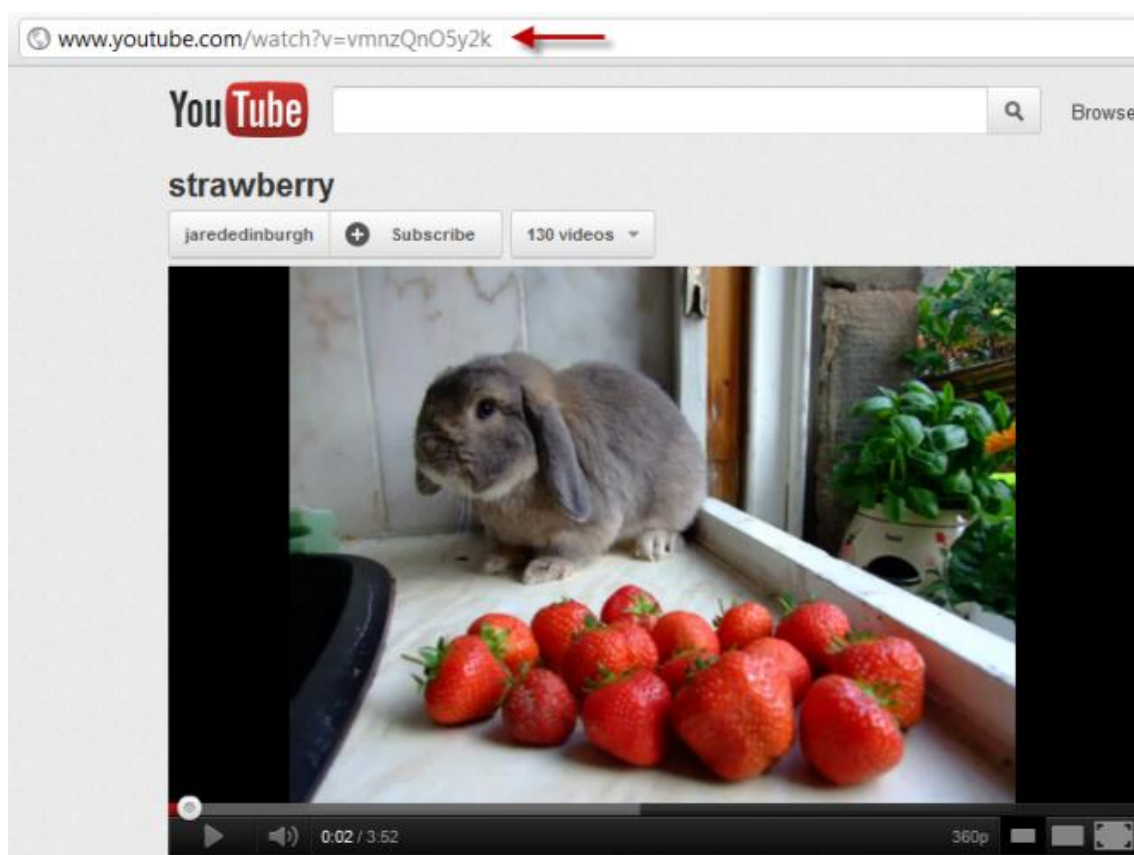 www.youtube.com/watch?v=vmnzQnO5y2k
YouTube
Browse
strawberry
jarededinburgh Subscribe 130 videos
0:02 / 3:52 360p